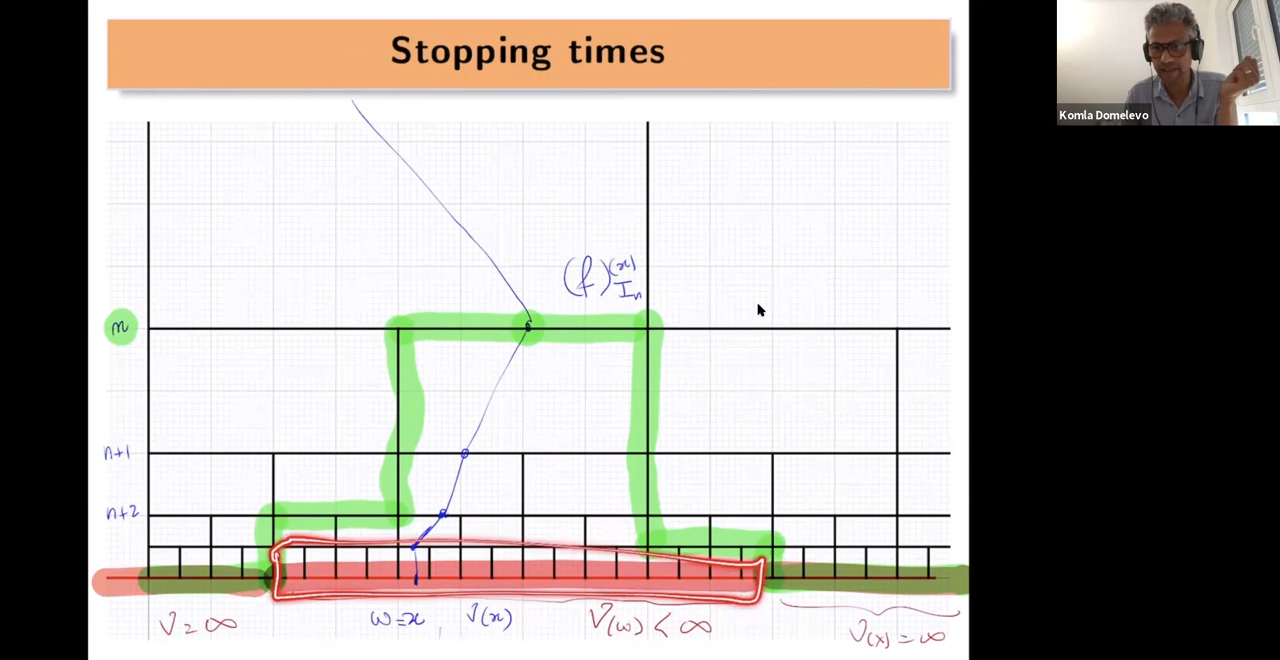 Stopping times
Komla Domelevo
(f)_{I_n}^{(x)}
n
n+1
n+2
ω=x, ν(x)
ν=∞
ν(ω)<∞
ν(x)=∞